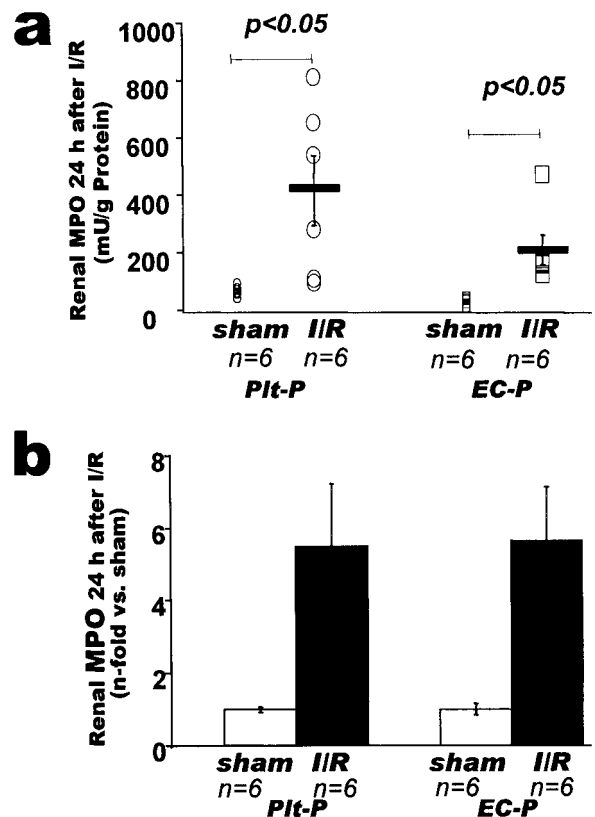 a
Renal MPO 24 h after I/R
(mU/g Protein)
1000
800
600
400
200
0
p<0.05
p<0.05
sham I/R sham I/R
n=6 n=6 n=6 n=6
Plt-P EC-P
b
Renal MPO 24 h after I/R
(n-fold vs. sham)
8
6
4
2
0
sham I/R sham I/R
n=6 n=6 n=6 n=6
Plt-P EC-P